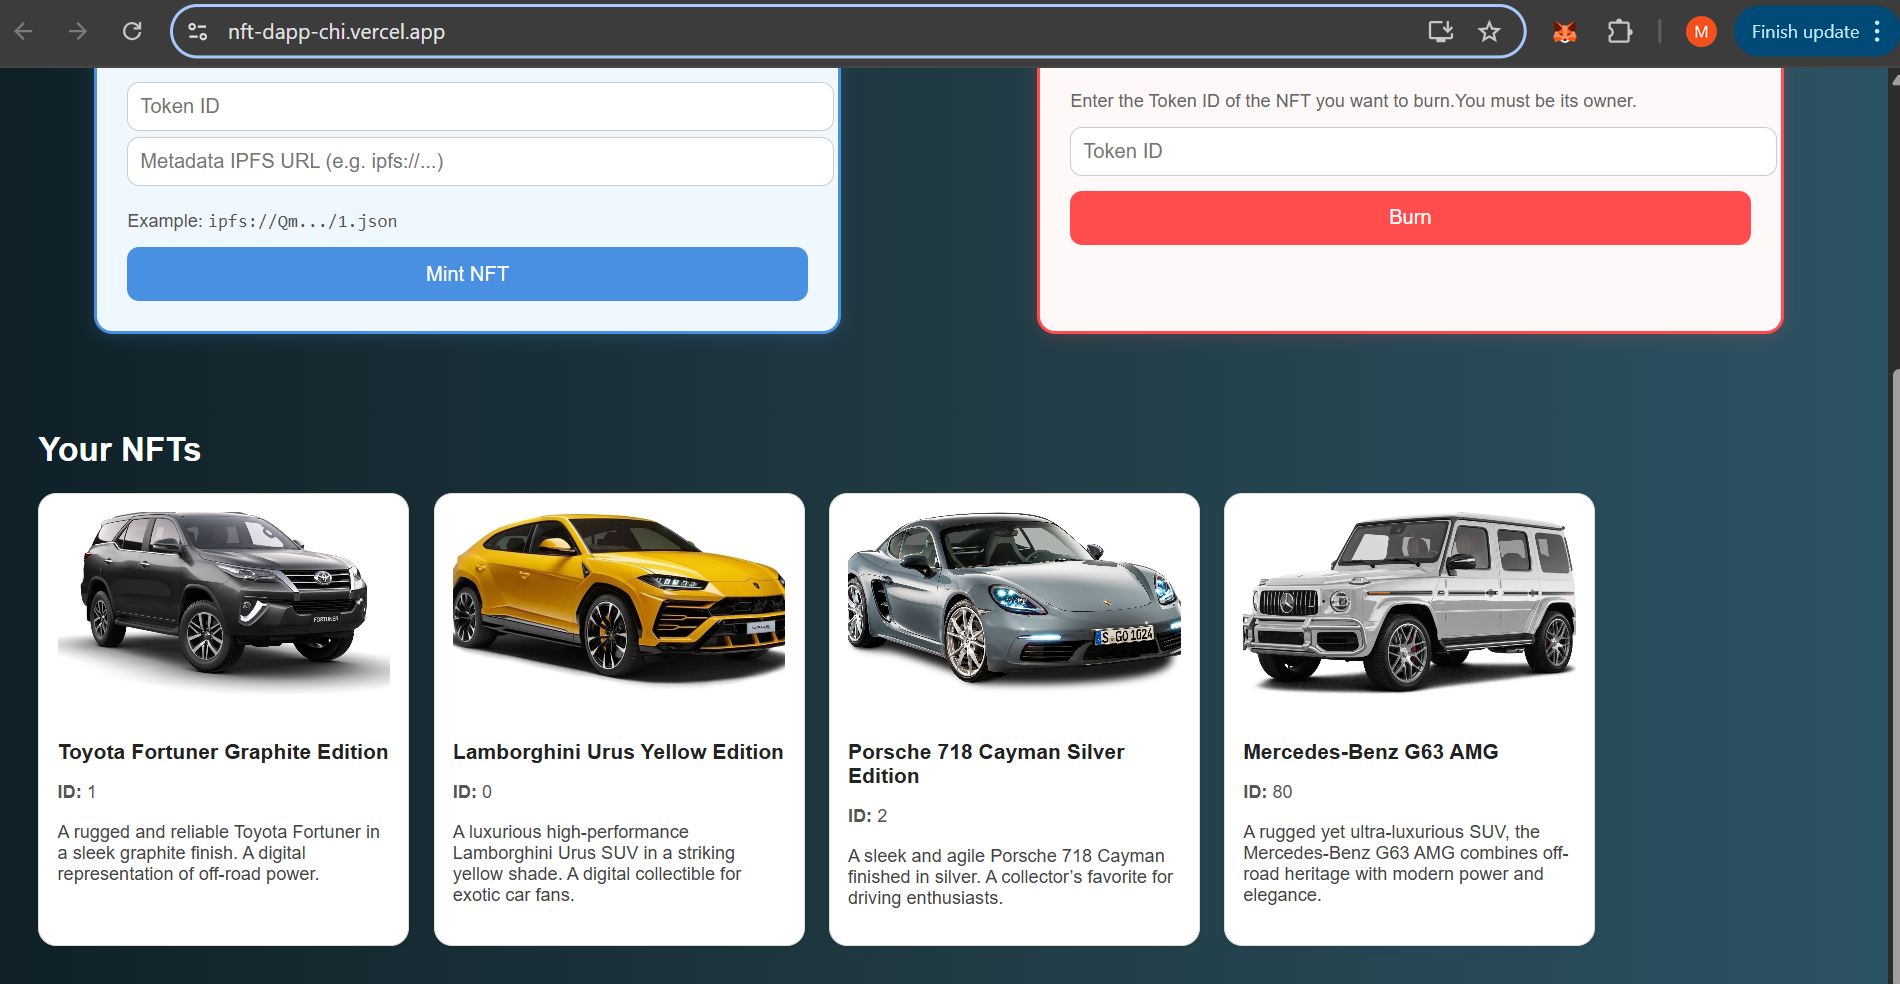 nft-dapp-chi.vercel.app
M
Finish update
Token ID
Metadata IPFS URL (e.g. ipfs://...)
Example: ipfs://Qm.../1.json
Mint NFT
Enter the Token ID of the NFT you want to burn.You must be its owner.
Token ID
Burn
Your NFTs
FORTUNER
Toyota Fortuner Graphite Edition
ID: 1
A rugged and reliable Toyota Fortuner in
a sleek graphite finish. A digital
representation of off-road power.
URUS
Lamborghini Urus Yellow Edition
ID: 0
A luxurious high-performance
Lamborghini Urus SUV in a striking
yellow shade. A digital collectible for
exotic car fans.
S GO 1024
Porsche 718 Cayman Silver
Edition
ID: 2
A sleek and agile Porsche 718 Cayman
finished in silver. A collector’s favorite for
driving enthusiasts.
Mercedes-Benz G63 AMG
ID: 80
A rugged yet ultra-luxurious SUV, the
Mercedes-Benz G63 AMG combines off-
road heritage with modern power and
elegance.